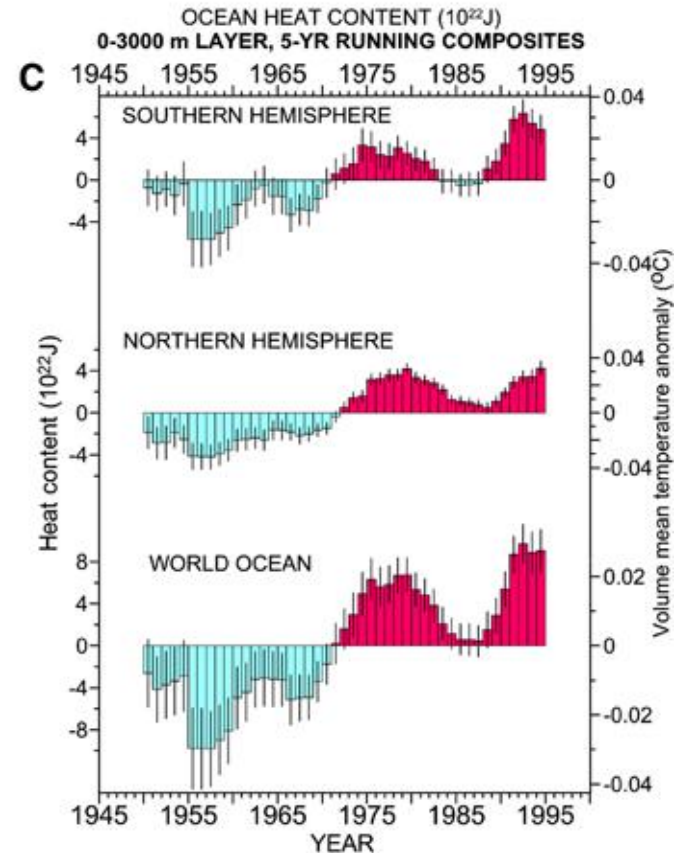 OCEAN HEAT CONTENT (10²²J)
0-3000 m LAYER, 5-YR RUNNING COMPOSITES
C
1945 1955 1965 1975 1985 1995
SOUTHERN HEMISPHERE
4
0
-4
0.04
0
-0.04
NORTHERN HEMISPHERE
4
0
-4
0.04
0
-0.04
WORLD OCEAN
8
4
0
-4
-8
0.02
0
-0.02
-0.04
Heat content (10²²J)
Volume mean temperature anomaly (ºC)
1945 1955 1965 1975 1985 1995
YEAR